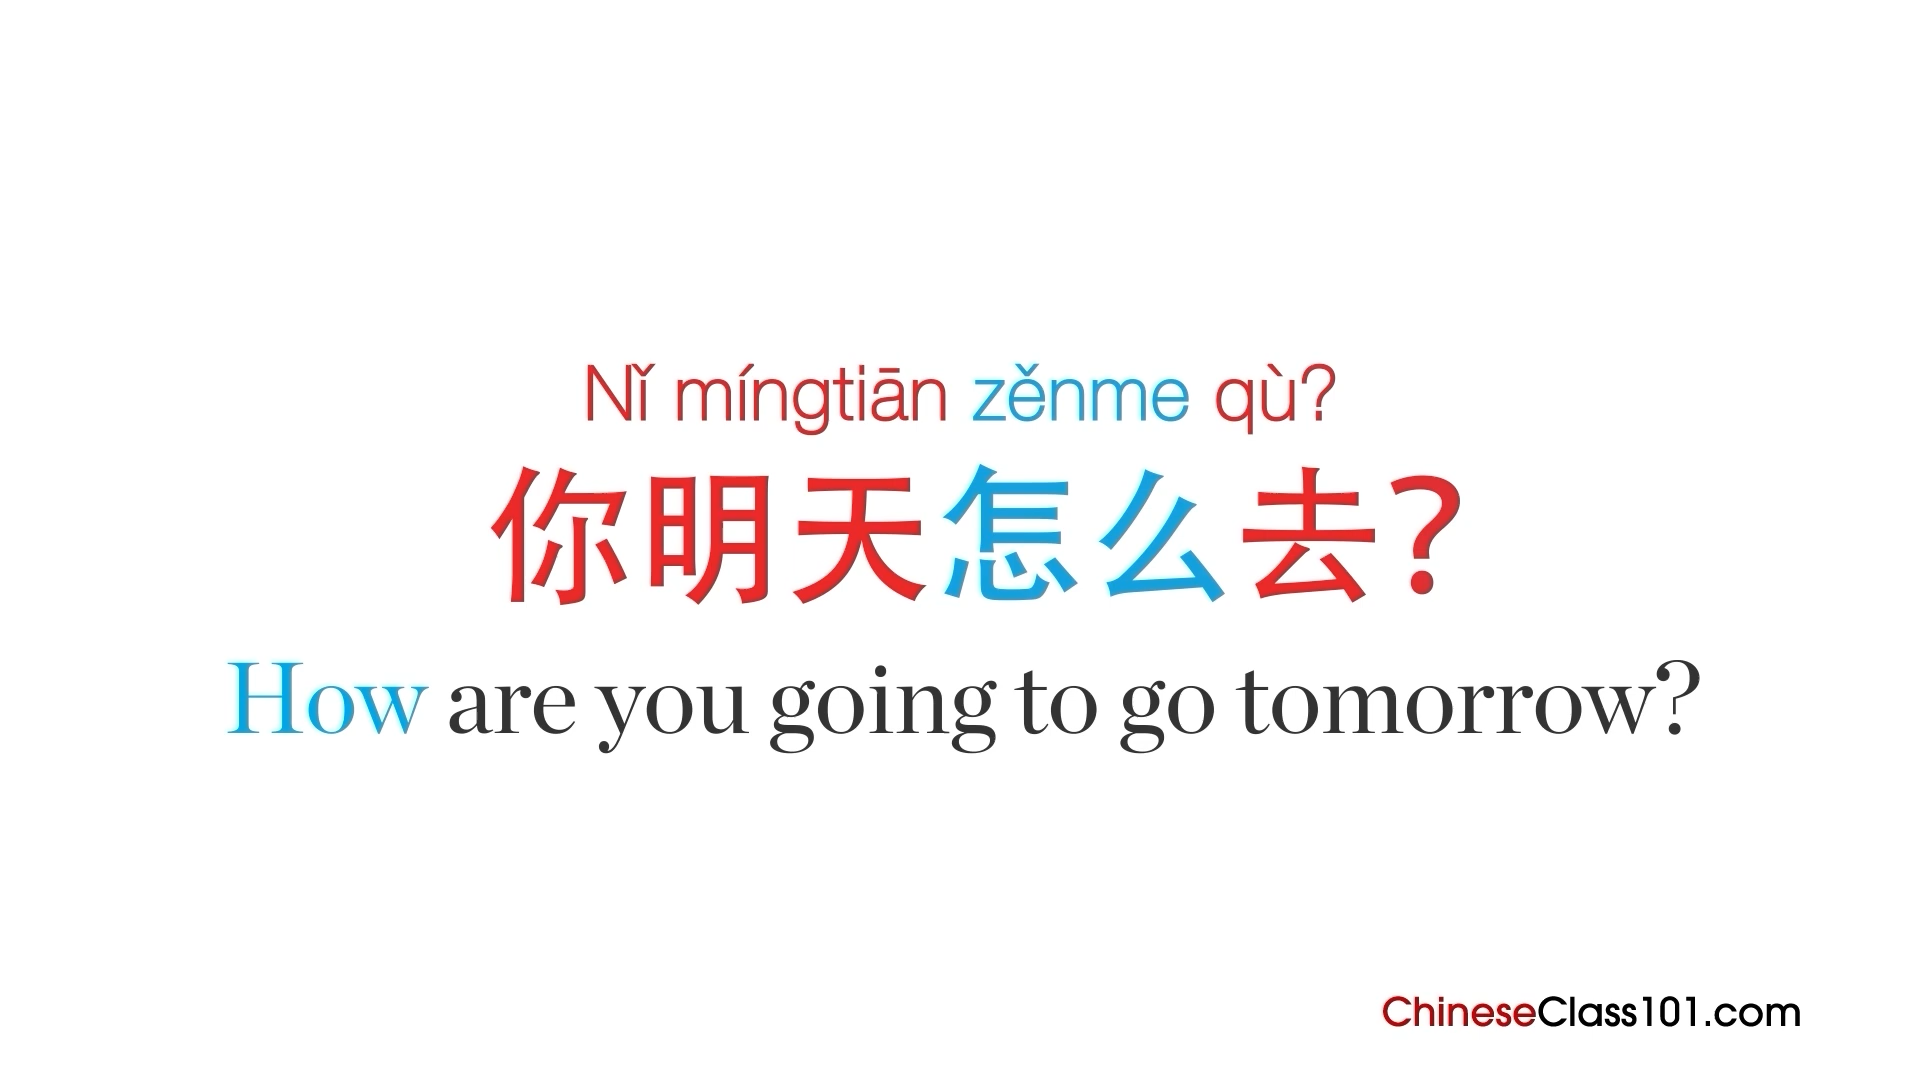 Nǐ míngtiān zěnme qù?
你明天怎么去?
How are you going to go tomorrow?
ChineseClass101.com